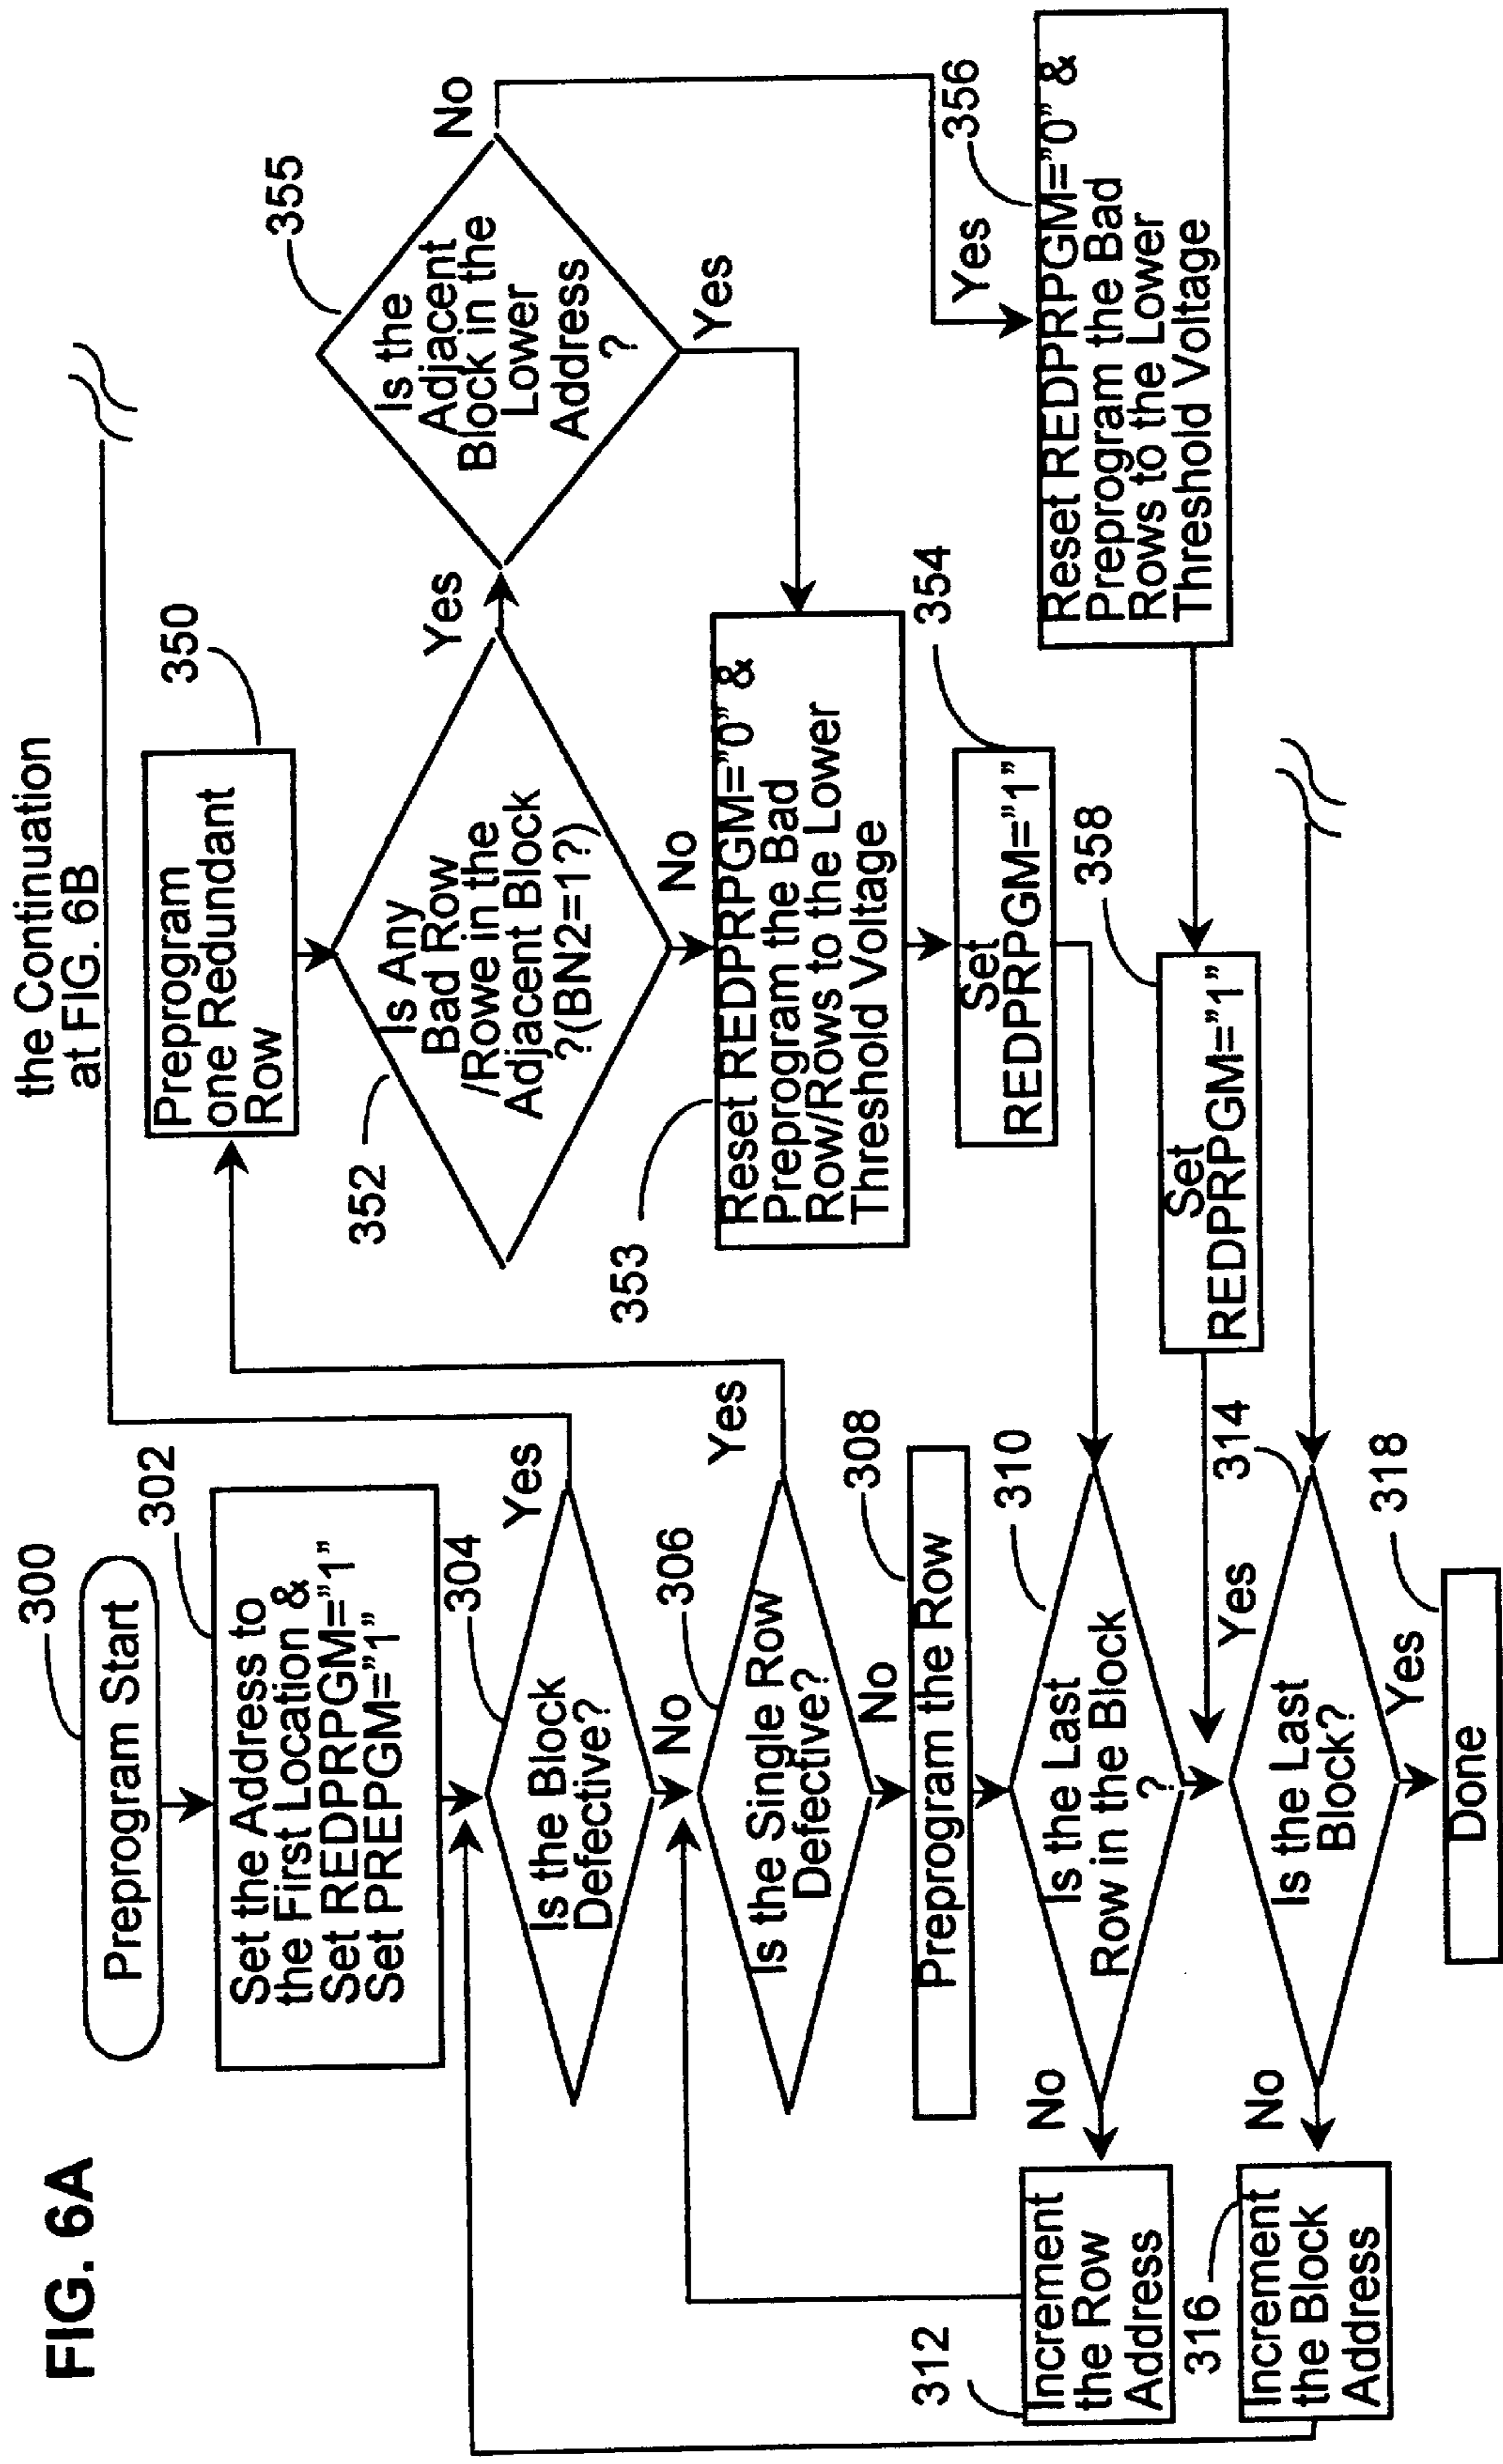 FIG. 6A
the Continuation
at FIG. 6B
300
Preprogram Start
302
Set the Address to
the First Location &
Set REDPRPGM="1"
Set PREPGM="1"
304
Is the Block
Defective?
Yes
No
306
Is the Single Row
Defective?
Yes
No
308
Preprogram the Row
310
Is the Last
Row in the Block
?
No
Yes
312
Increment
the Row
Address
314
Is the Last
Block?
No
Yes
316
Increment
the Block
Address
318
Done
350
Preprogram
one Redundant
Row
352
Is Any
Bad Row
/Rowe in the
Adjacent Block
?(BN2=1?)
Yes
No
353
Reset REDPRPGM="0" &
Preprogram the Bad
Row/Rows to the Lower
Threshold Voltage
354
Set
REDPRPGM="1"
355
Is the
Adjacent
Block in the
Lower
Address
?
No
Yes
Yes
356
Reset REDPRPGM="0" &
Preprogram the Bad
Rows to the Lower
Threshold Voltage
358
Set
REDPRPGM="1"